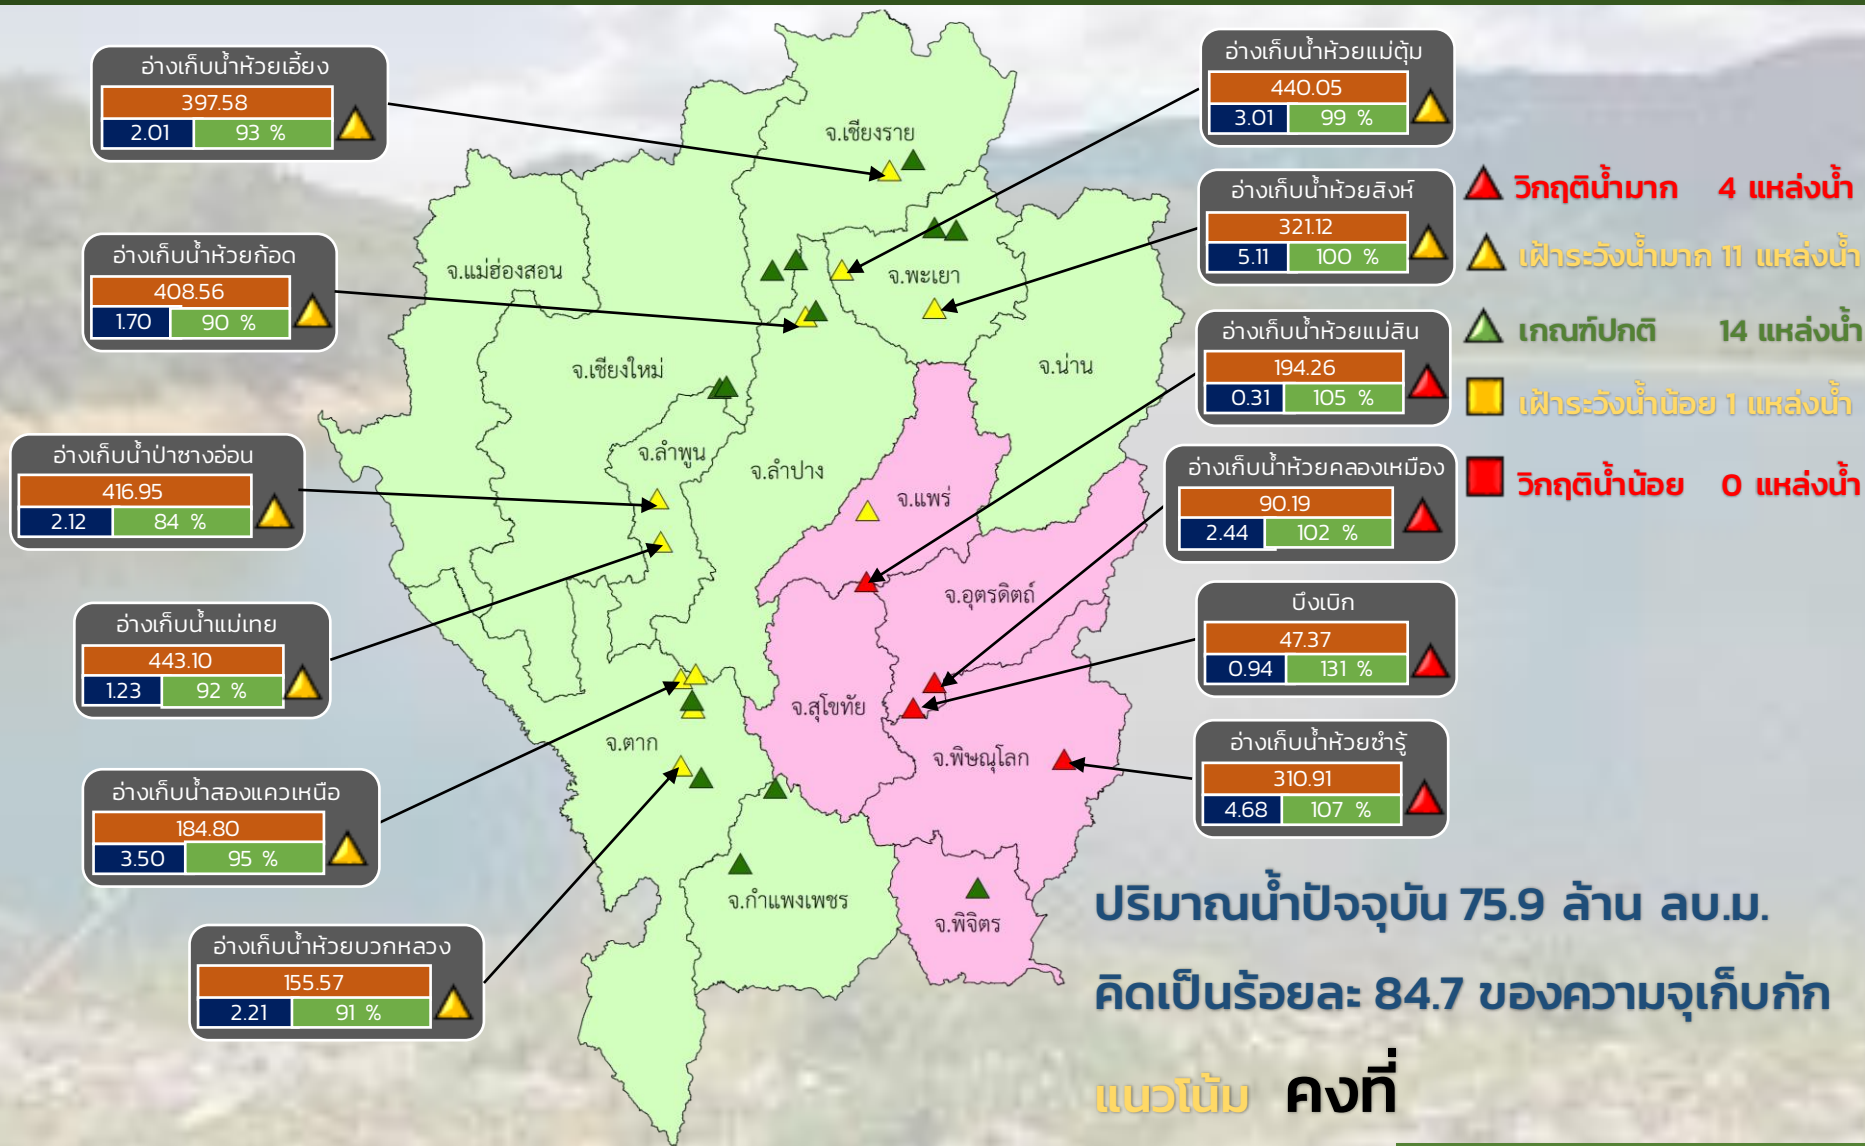 อ่างเก็บน้ำห้วยเอี้ยง
397.58
2.01 93 %
อ่างเก็บน้ำห้วยก้อด
408.56
1.70 90 %
อ่างเก็บน้ำป่าซางอ่อน
416.95
2.12 84 %
อ่างเก็บน้ำแม่เทย
443.10
1.23 92 %
อ่างเก็บน้ำสองแควเหนือ
184.80
3.50 95 %
อ่างเก็บน้ำห้วยบวกหลวง
155.57
2.21 91 %
จ.เชียงราย
จ.แม่ฮ่องสอน
จ.พะเยา
จ.เชียงใหม่
จ.น่าน
จ.ลำพูน
จ.ลำปาง
จ.แพร่
จ.อุตรดิตถ์
จ.สุโขทัย
จ.ตาก
จ.พิษณุโลก
จ.กำแพงเพชร
จ.พิจิตร
อ่างเก็บน้ำห้วยแม่ตุ้ม
440.05
3.01 99 %
อ่างเก็บน้ำห้วยสิงห์
321.12
5.11 100 %
อ่างเก็บน้ำห้วยแม่สิน
194.26
0.31 105 %
อ่างเก็บน้ำห้วยคลองเหมือง
90.19
2.44 102 %
บึงเบิก
47.37
0.94 131 %
อ่างเก็บน้ำห้วยซำรู้
310.91
4.68 107 %
วิกฤติน้ำมาก 4 แหล่งน้ำ
เฝ้าระวังน้ำมาก 11 แหล่งน้ำ
เกณฑ์ปกติ 14 แหล่งน้ำ
เฝ้าระวังน้ำน้อย 1 แหล่งน้ำ
วิกฤติน้ำน้อย 0 แหล่งน้ำ
ปริมาณน้ำปัจจุบัน 75.9 ล้าน ลบ.ม.
คิดเป็นร้อยละ 84.7 ของความจุเก็บกัก
แนวโน้ม คงที่